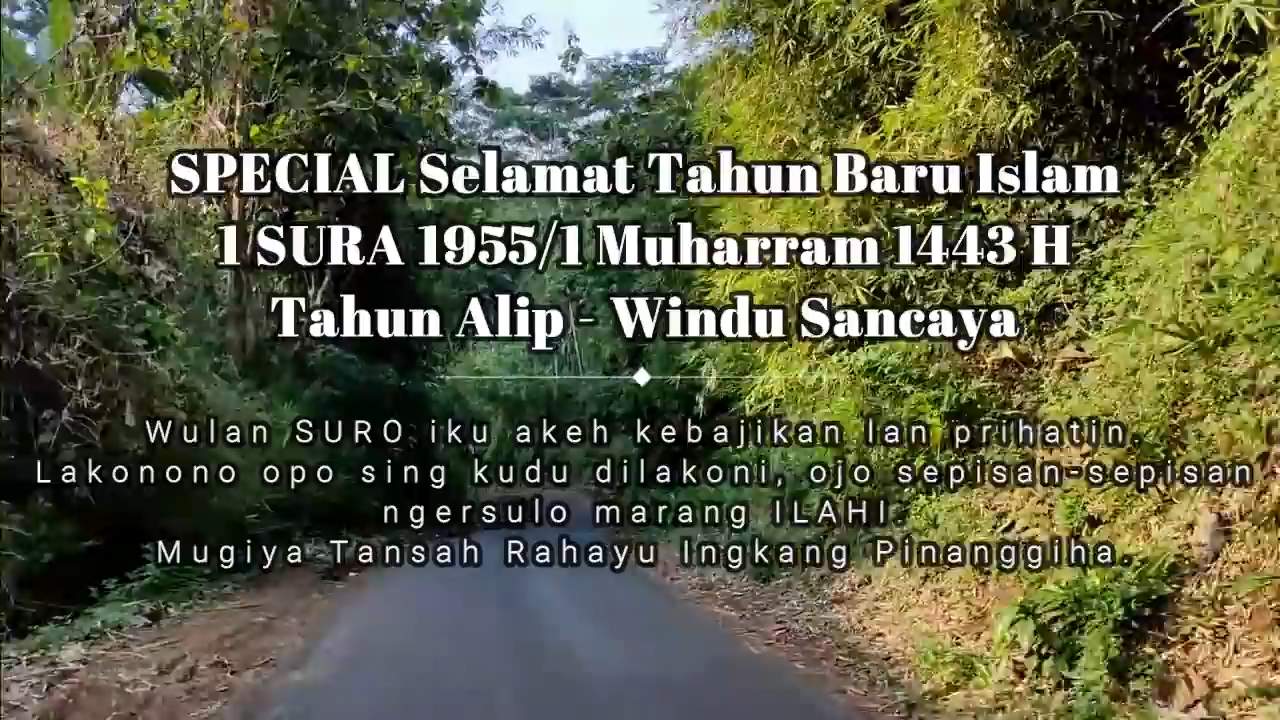 SPECIAL Selamat Tahun Baru Islam
1 SURA 1955/1 Muharram 1443 H
Tahun Alip - Windu Sancaya
Wulan SURO iku akeh kebajikan lan prihatin.
Lakonono opo sing kudu dilakoni, ojo sepisan-sepisan
ngersulo marang ILAHI.
Mugiya Tansah Rahayu Ingkang Pinanggiha.